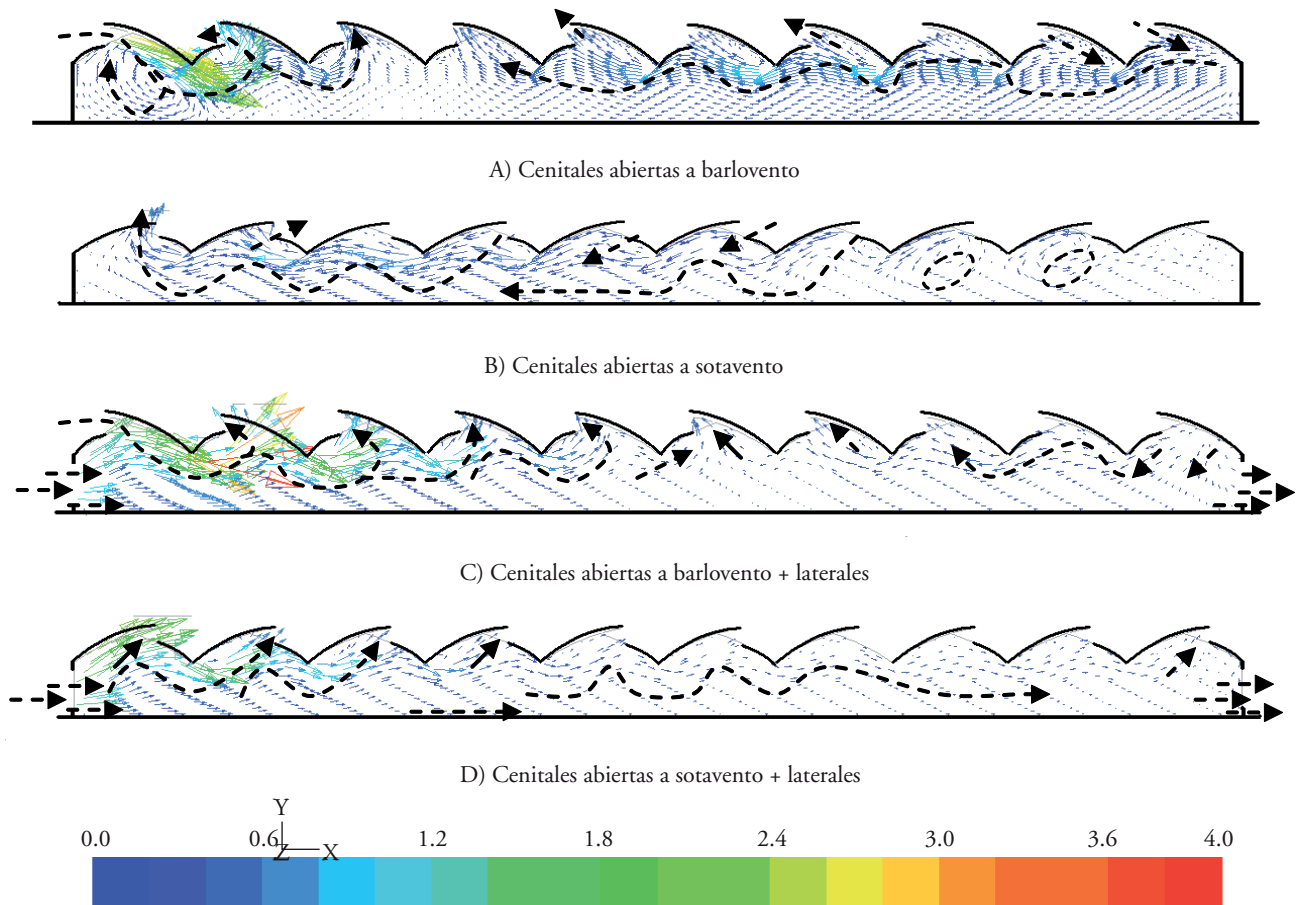 A) Cenitales abiertas a barlovento
B) Cenitales abiertas a sotavento
C) Cenitales abiertas a barlovento + laterales
D) Cenitales abiertas a sotavento + laterales
Y
0.0 0.6 1.2 1.8 2.4 3.0 3.6 4.0
Z X